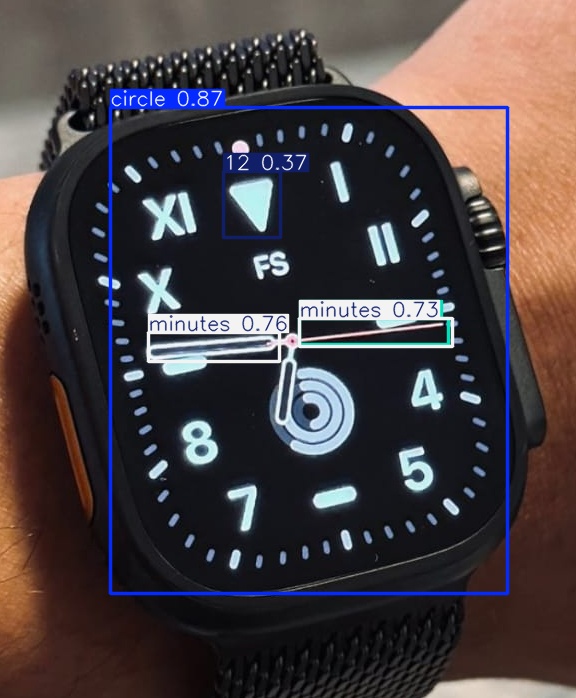 circle 0.87
12 0.37
XI
I
II
FS
X
minutes 0.76
minutes 0.73
4
8
5
7